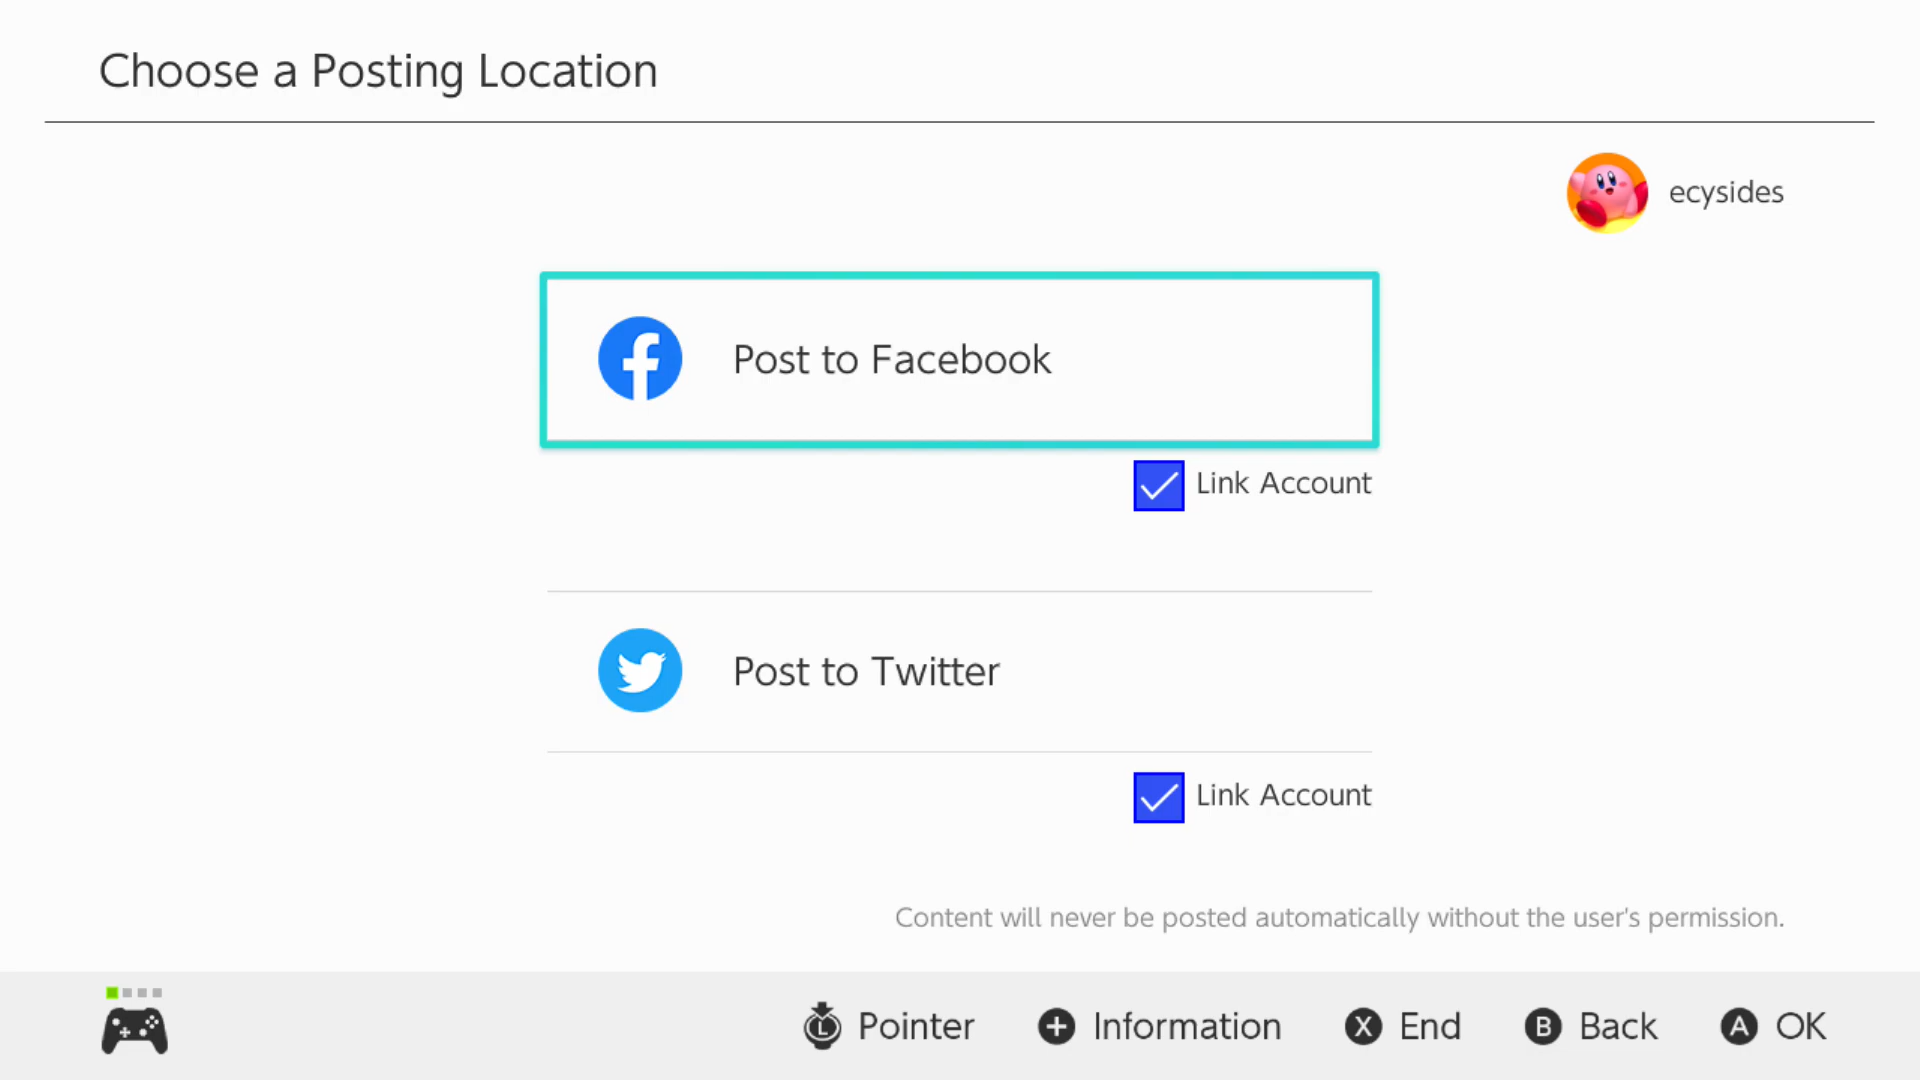 Choose a Posting Location
ecysides
Post to Facebook
Link Account
Post to Twitter
Link Account
Content will never be posted automatically without the user's permission.
L Pointer + Information X End B Back A OK